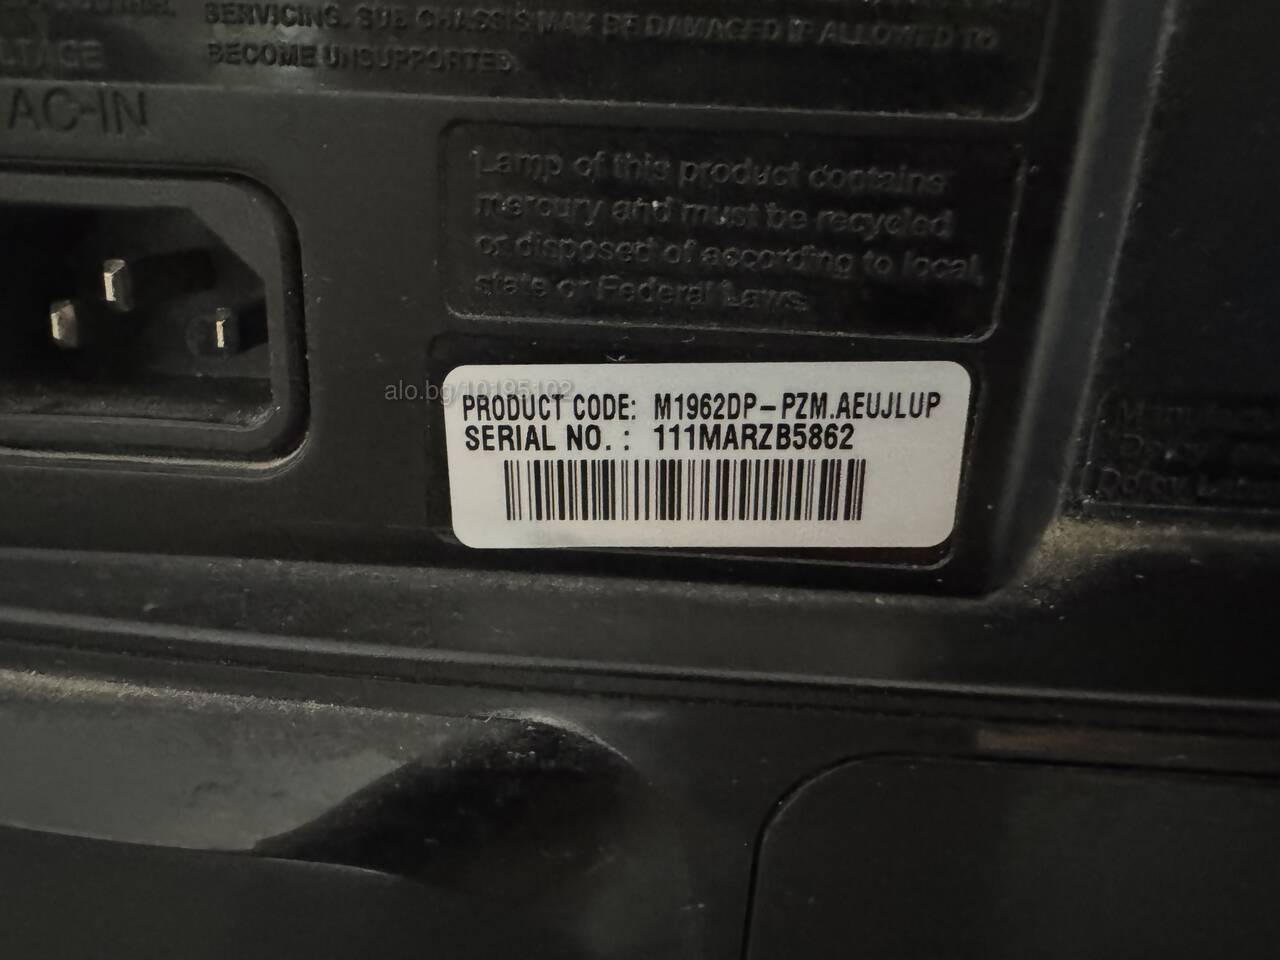 SERVICING. SUB CHASSIS MAY BE DAMAGED IF ALLOWED TO
BECOME UNSUPPORTED.
AC-IN
Lamp of this product contains
mercury and must be recycled
or disposed of according to local,
state or Federal Laws.
alo.bg/10195102
PRODUCT CODE: M1962DP-PZM.AEUJLUP
SERIAL NO. : 111MARZB5862